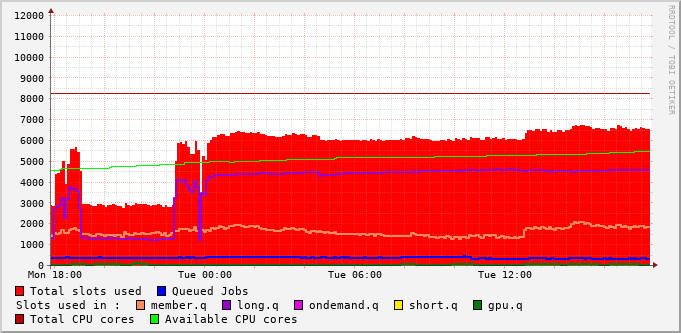 12000
11000
10000
9000
8000
7000
6000
5000
4000
3000
2000
1000
0
Mon 18:00 Tue 00:00 Tue 06:00 Tue 12:00
RRDTOOL / TOBI OETIKER
Total slots used Queued Jobs
Slots used in : member.q long.q ondemand.q short.q gpu.q
Total CPU cores Available CPU cores